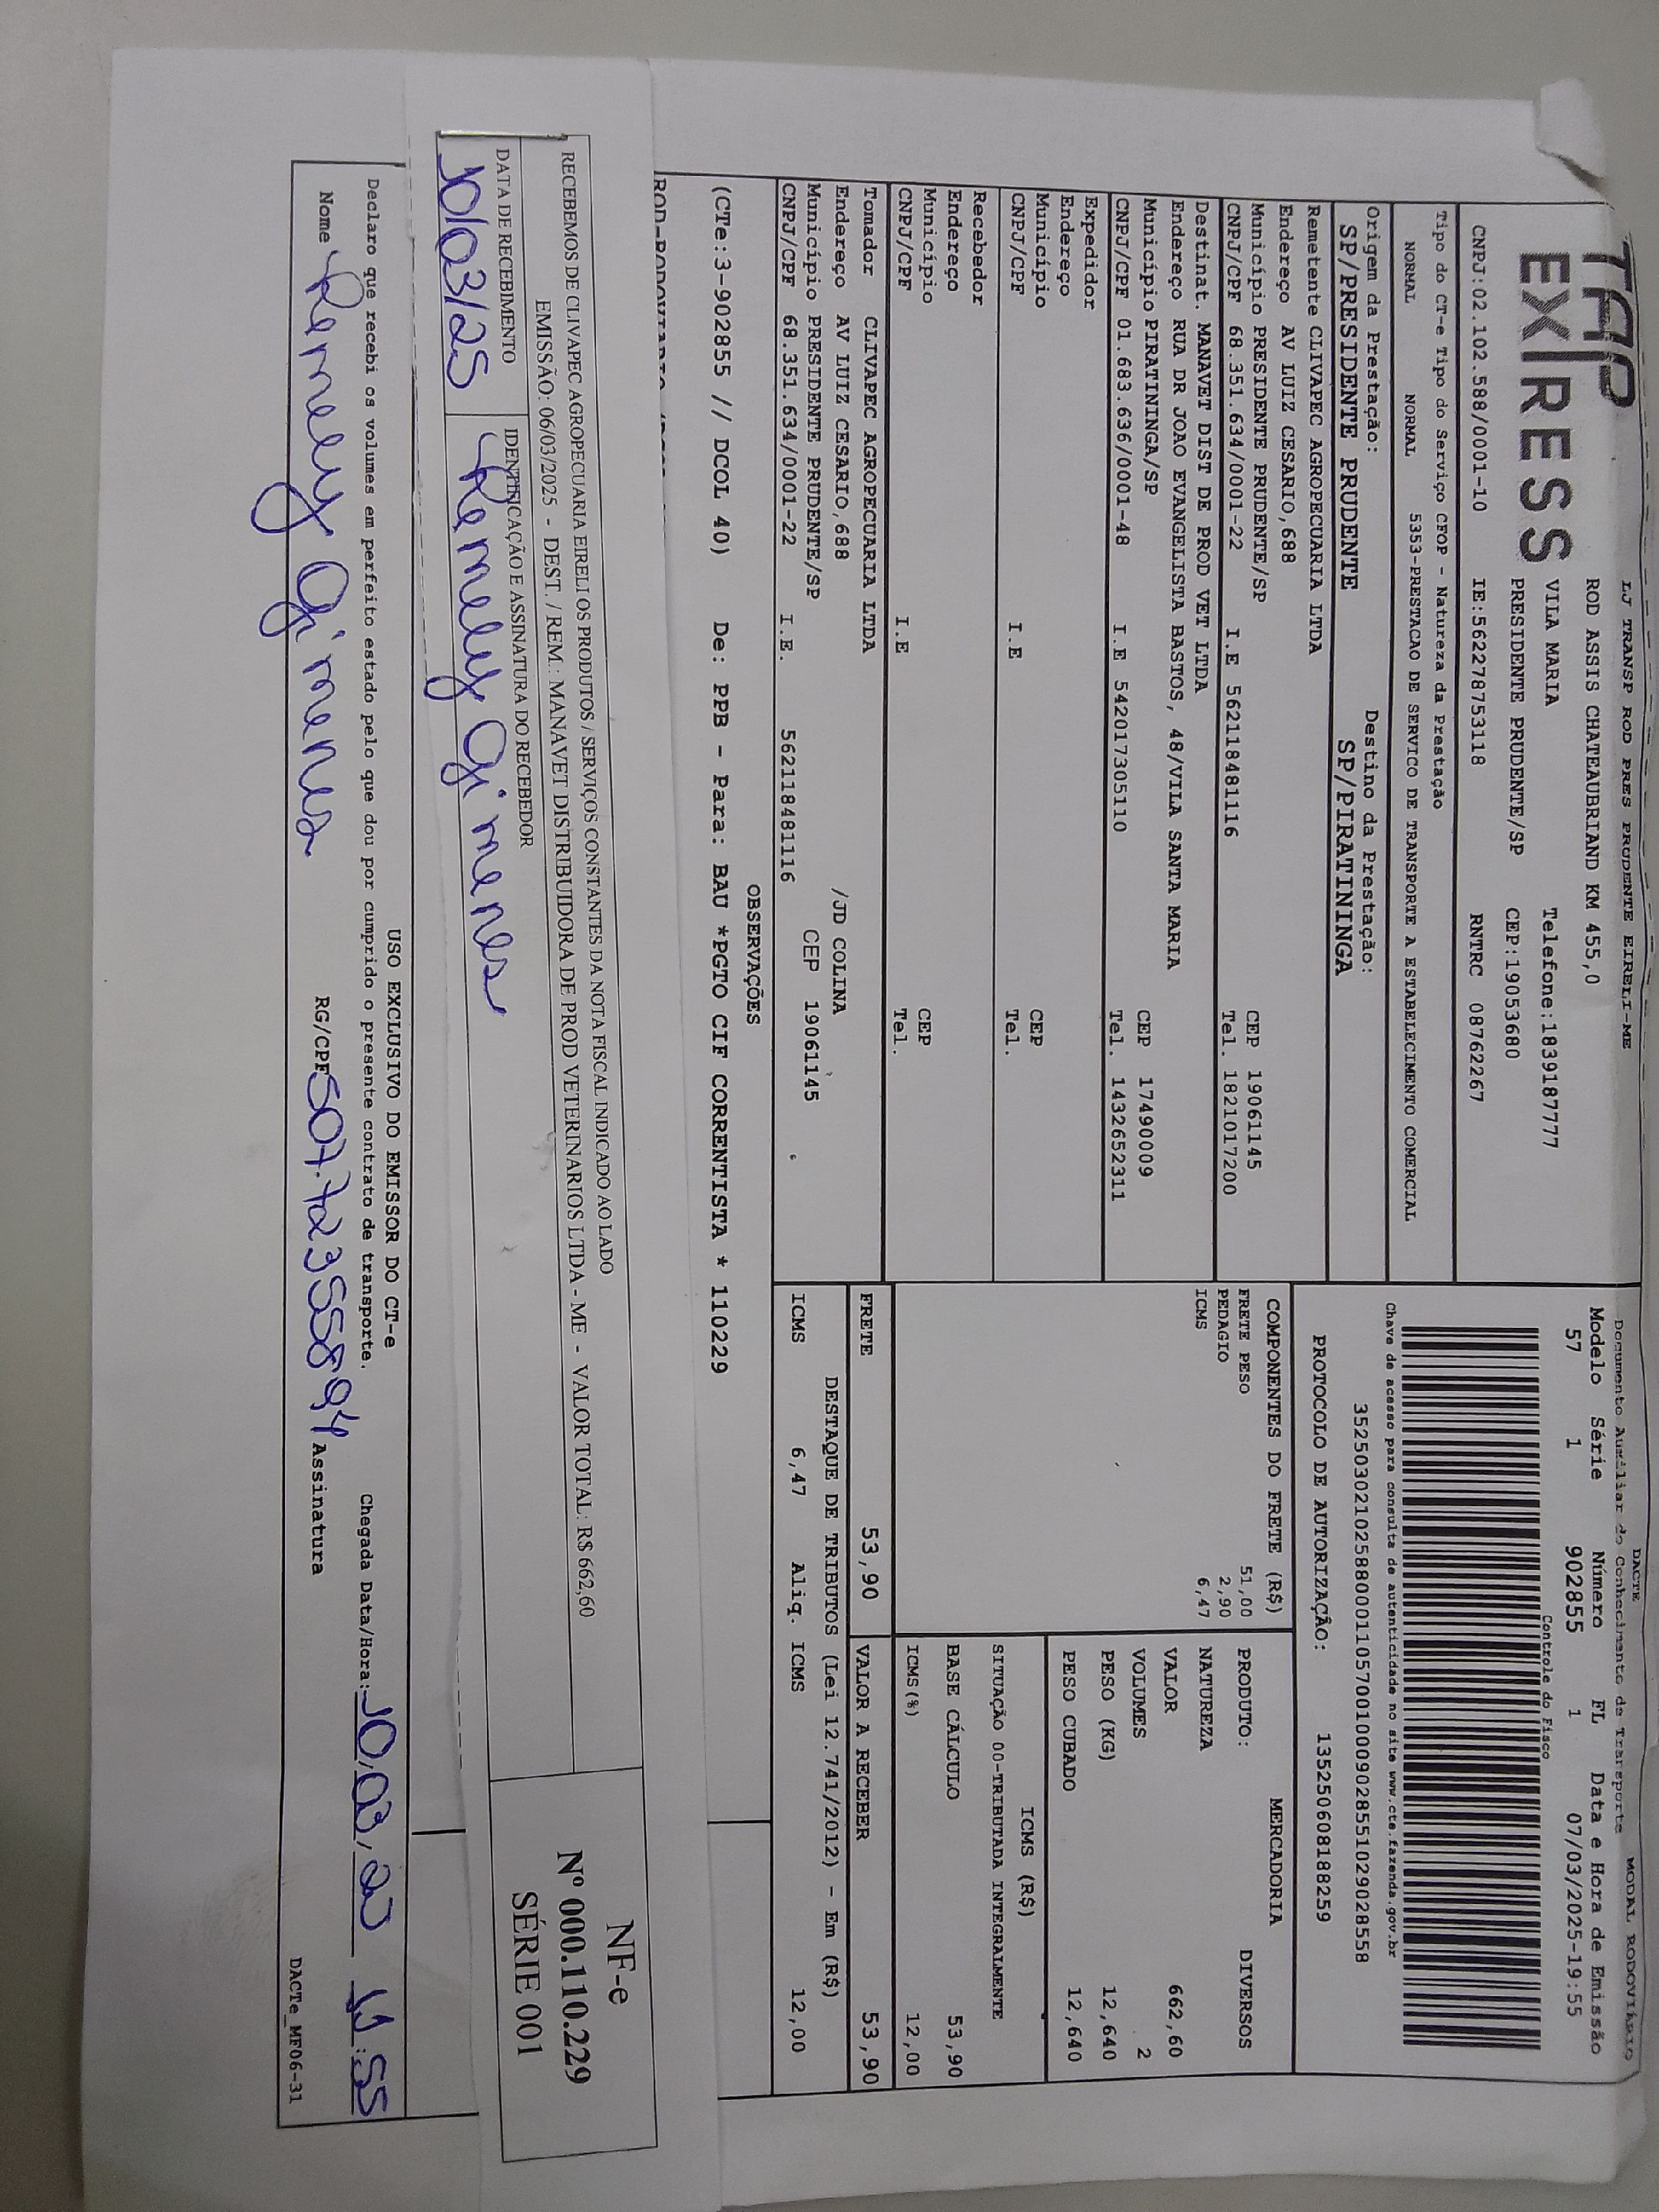 TAP
EX|RESS
LJ TRANSP ROD PRES PRUDENTE EIRELI-ME
ROD ASSIS CHATEAUBRIAND KM 455,0
VILA MARIA Telefone:1839187777
PRESIDENTE PRUDENTE/SP CEP:19053680
CNPJ:02.102.588/0001-10 IE:562278753118 RNTRC 08762267
DACTE MODAL RODOVIÁRIO
Documento Auxiliar do Conhecimento de Transporte
Modelo Série Número FL Data e Hora de Emissão
57 1 902855 1 07/03/2025-19:55
Controle do Fisco
Chave de acesso para consulta de autenticidade no site www.cte.fazenda.gov.br
35250302102588000110570010009028551029028558
PROTOCOLO DE AUTORIZAÇÃO: 135250608188259
Tipo do CT-e Tipo do Serviço CFOP - Natureza da Prestação
NORMAL NORMAL 5353-PRESTACAO DE SERVICO DE TRANSPORTE A ESTABELECIMENTO COMERCIAL
Origem da Prestação: Destino da Prestação:
SP/PRESIDENTE PRUDENTE SP/PIRATININGA
Remetente CLIVAPEC AGROPECUARIA LTDA
Endereço AV LUIZ CESARIO,688
Município PRESIDENTE PRUDENTE/SP CEP 19061145
CNPJ/CPF 68.351.634/0001-22 I.E 562118481116 Tel. 1821017200
Destinat. MANAVET DIST DE PROD VET LTDA
Endereço RUA DR JOAO EVANGELISTA BASTOS, 48/VILA SANTA MARIA
Município PIRATININGA/SP CEP 17490009
CNPJ/CPF 01.683.636/0001-48 I.E 542017305110 Tel. 1432652311
Expedidor
Endereço
Município CEP
CNPJ/CPF I.E Tel.
Recebedor
Endereço
Município CEP
CNPJ/CPF I.E Tel.
Tomador CLIVAPEC AGROPECUARIA LTDA
Endereço AV LUIZ CESARIO,688 /JD COLINA
Município PRESIDENTE PRUDENTE/SP CEP 19061145
CNPJ/CPF 68.351.634/0001-22 I.E. 562118481116
COMPONENTES DO FRETE (R$)
FRETE PESO 51,00
PEDAGIO 2,90
ICMS 6,47
MERCADORIA
PRODUTO: DIVERSOS
NATUREZA
VALOR 662,60
VOLUMES 2
PESO (KG) 12,640
PESO CUBADO 12,640
ICMS (R$)
SITUAÇÃO 00-TRIBUTADA INTEGRALMENTE
BASE CÁLCULO 53,90
ICMS(%) 12,00
FRETE 53,90 VALOR A RECEBER 53,90
DESTAQUE DE TRIBUTOS (Lei 12.741/2012) - Em (R$)
ICMS 6,47 Aliq. ICMS 12,00
OBSERVAÇÕES
(CTe:3-902855 // DCOL 40) De: PPB - Para: BAU *PGTO CIF CORRENTISTA * 110229
RECEBEMOS DE CLIVAPEC AGROPECUARIA EIRELI OS PRODUTOS / SERVIÇOS CONSTANTES DA NOTA FISCAL INDICADO AO LADO
EMISSÃO: 06/03/2025 - DEST. / REM.: MANAVET DISTRIBUIDORA DE PROD VETERINARIOS LTDA - ME - VALOR TOTAL: R$ 662,60
DATA DE RECEBIMENTO IDENTIFICAÇÃO E ASSINATURA DO RECEBEDOR
10/03/25 Remely Gimenes
NF-e
Nº 000.110.229
SÉRIE 001
USO EXCLUSIVO DO EMISSOR DO CT-e
Declaro que recebi os volumes em perfeito estado pelo que dou por cumprido o presente contrato de transporte. Chegada Data/Hora: 10,03, 11:55
Nome Remely Gimenes RG/CPF 507.72355894 Assinatura
DACTe_MF06-31